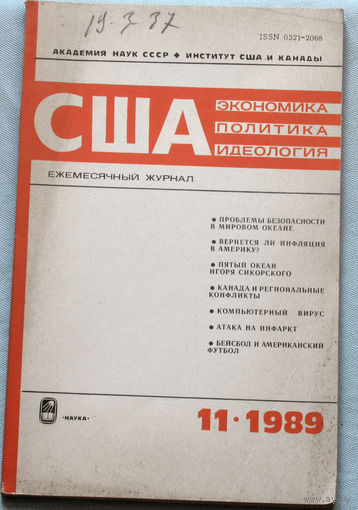 19-3-37
ISSN 0321-2068
АКАДЕМИЯ НАУК СССР ◆ ИНСТИТУТ США И КАНАДЫ
США
ЭКОНОМИКА
ПОЛИТИКА
ИДЕОЛОГИЯ
ЕЖЕМЕСЯЧНЫЙ ЖУРНАЛ
● ПРОБЛЕМЫ БЕЗОПАСНОСТИ
В МИРОВОМ ОКЕАНЕ
● ВЕРНЕТСЯ ЛИ ИНФЛЯЦИЯ
В АМЕРИКУ?
● ПЯТЫЙ ОКЕАН
ИГОРЯ СИКОРСКОГО
● КАНАДА И РЕГИОНАЛЬНЫЕ
КОНФЛИКТЫ
● КОМПЬЮТЕРНЫЙ ВИРУС
● АТАКА НА ИНФАРКТ
● БЕЙСБОЛ И АМЕРИКАНСКИЙ
ФУТБОЛ
«НАУКА»
11·1989